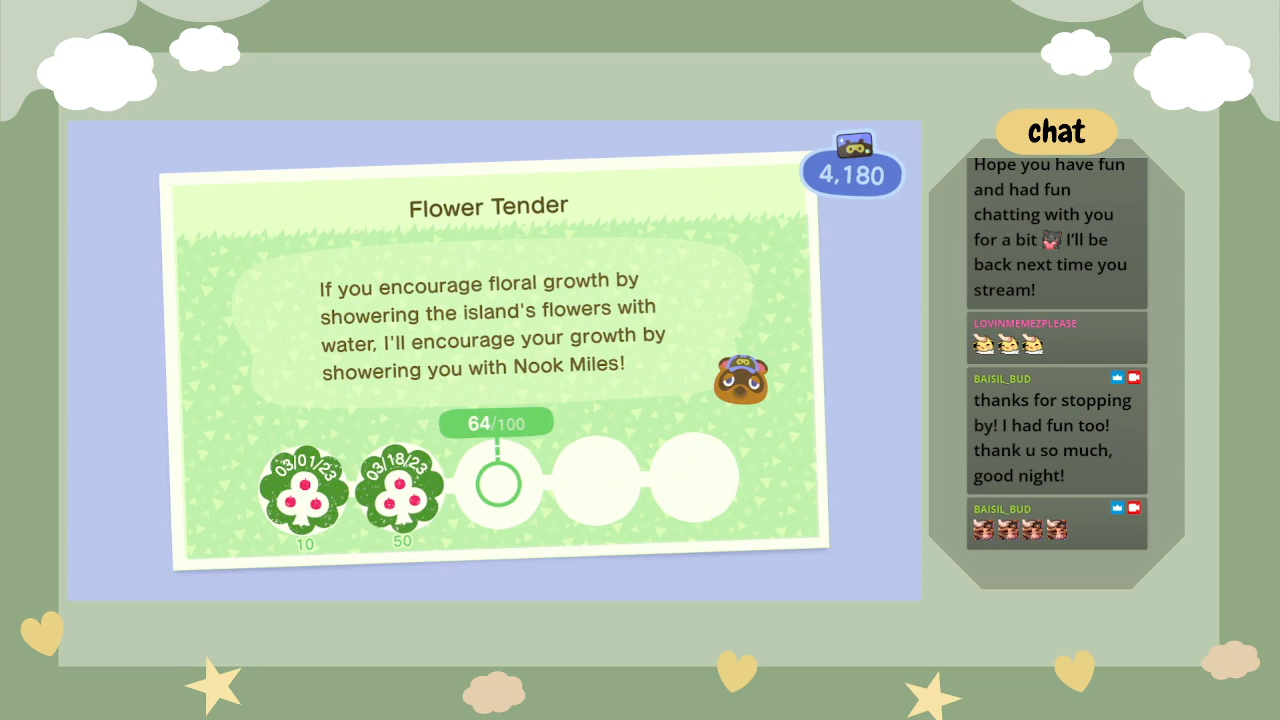 4,180
Flower Tender
If you encourage floral growth by
showering the island's flowers with
water, I'll encourage your growth by
showering you with Nook Miles!
64/100
03/01/23
03/18/23
10
50
chat
Hope you have fun
and had fun
chatting with you
for a bit I'll be
back next time you
stream!
LOVINMEMEZPLEASE
BAISIL_BUD
thanks for stopping
by! I had fun too!
thank u so much,
good night!
BAISIL_BUD